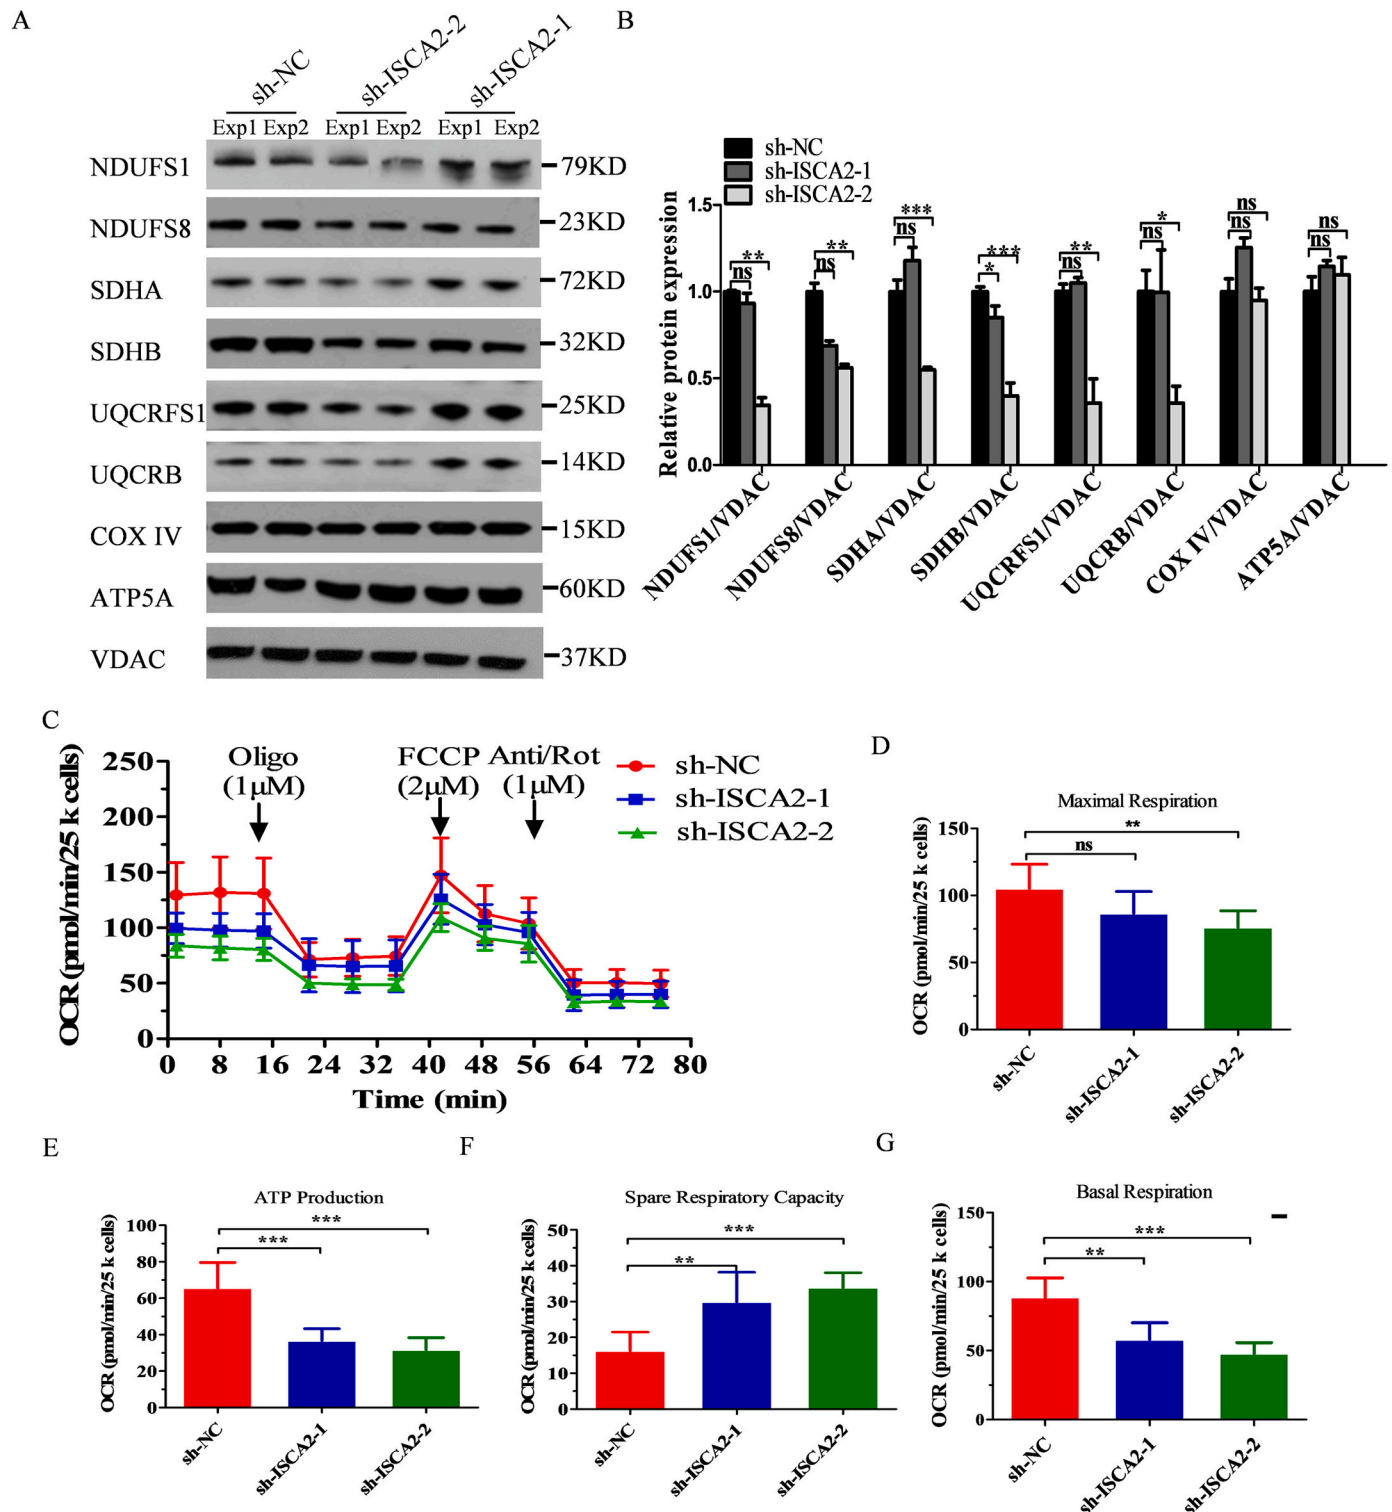 A
sh-NC
sh-ISCA2-2
sh-ISCA2-1
Exp1 Exp2 Exp1 Exp2 Exp1 Exp2
NDUFS1 79KD
NDUFS8 23KD
SDHA 72KD
SDHB 32KD
UQCRFS1 25KD
UQCRB 14KD
COX IV 15KD
ATP5A 60KD
VDAC 37KD
B
sh-NC
sh-ISCA2-1
sh-ISCA2-2
Relative protein expression
1.5
1.0
0.5
0.0
ns **
ns **
ns ***
* ***
ns **
ns *
ns ns
ns ns
NDUFS1/VDAC
NDUFS8/VDAC
SDHA/VDAC
SDHB/VDAC
UQCRFS1/VDAC
UQCRB/VDAC
COX IV/VDAC
ATP5A/VDAC
C
OCR (pmol/min/25 k cells)
250
200
150
100
50
0
Oligo
(1μM)
FCCP
(2μM)
Anti/Rot
(1μM)
sh-NC
sh-ISCA2-1
sh-ISCA2-2
0 8 16 24 32 40 48 56 64 72 80
Time (min)
D
Maximal Respiration
OCR (pmol/min/25 k cells)
150
100
50
0
**
ns
sh-NC
sh-ISCA2-1
sh-ISCA2-2
E
ATP Production
OCR (pmol/min/25 k cells)
100
80
60
40
20
0
***
***
sh-NC
sh-ISCA2-1
sh-ISCA2-2
F
Spare Respiratory Capacity
OCR (pmol/min/25 k cells)
50
40
30
20
10
0
***
**
sh-NC
sh-ISCA2-1
sh-ISCA2-2
G
Basal Respiration
OCR (pmol/min/25 k cells)
150
100
50
0
***
**
sh-NC
sh-ISCA2-1
sh-ISCA2-2